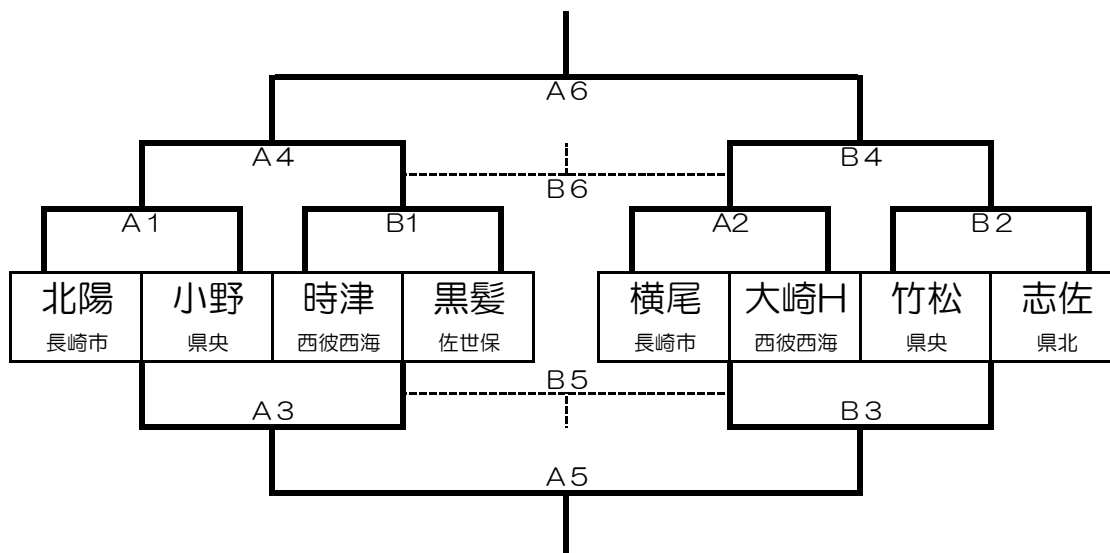 A6
A4
B4
B6
A1
B1
A2
B2
北陽
小野
時津
黒髪
横尾
大崎H
竹松
志佐
長崎市
県央
西彼西海
佐世保
長崎市
西彼西海
県央
県北
B5
A3
B3
A5